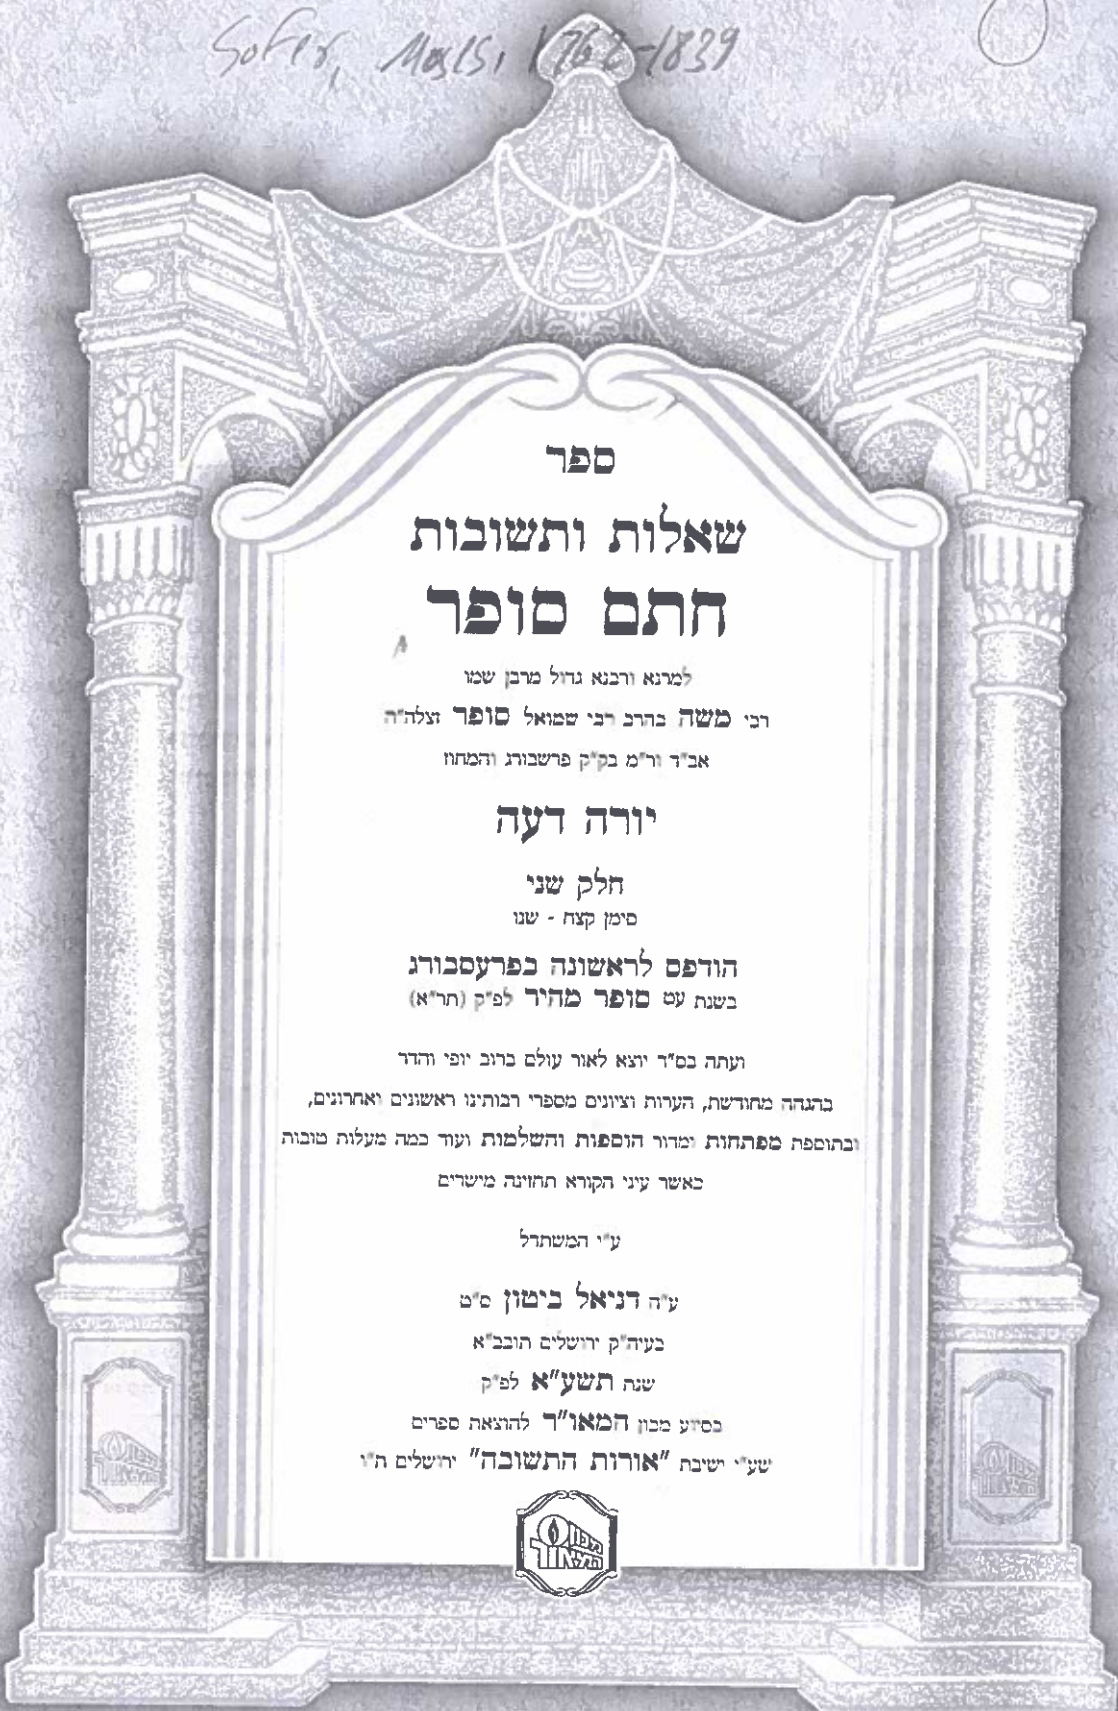 Sofer, Moses, 1762-1839
ספר
שאלות ותשובות
חתם סופר
למרנא ורבנא גדול מרבן שמו
רבי משה בהרב רבי שמואל סופר זצלה"ה
אב"ד ור"מ בק"ק פרשבורג והמחוז
יורה דעה
חלק שני
סימן קצח - שנו
הודפס לראשונה בפרעסבורג
בשנת עט סופר מהיר לפ"ק (תר"א)
ועתה בס"ד יוצא לאור עולם ברוב יופי והדר
בהגהה מחודשת, הערות וציונים מספרי רבותינו ראשונים ואחרונים,
ובתוספת מפתחות ומדור הוספות והשלמות ועוד כמה מעלות טובות
כאשר עיני הקורא תחזינה מישרים
ע"י המשתדל
ע"ה דניאל ביטון ס"ט
בעיה"ק ירושלים תובב"א
שנת תשע"א לפ"ק
בסיוע מכון המאו"ר להוצאת ספרים
שע"י ישיבת "אורות התשובה" ירושלים ת"ו
מכון
המאור